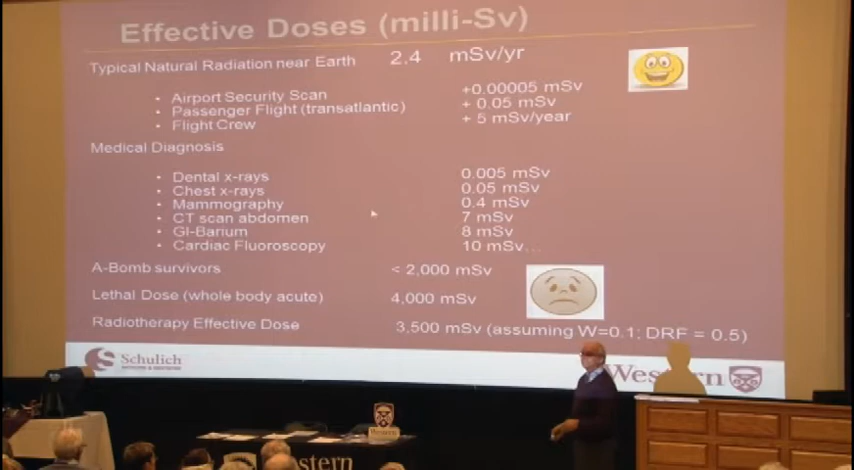 Effective Doses (milli-Sv)
Typical Natural Radiation near Earth 2.4 mSv/yr
• Airport Security Scan +0.00005 mSv
• Passenger Flight (transatlantic) + 0.05 mSv
• Flight Crew + 5 mSv/year
Medical Diagnosis
• Dental x-rays 0.005 mSv
• Chest x-rays 0.05 mSv
• Mammography 0.4 mSv
• CT scan abdomen 7 mSv
• GI-Barium 8 mSv
• Cardiac Fluoroscopy 10 mSv...
A-Bomb survivors < 2,000 mSv
Lethal Dose (whole body acute) 4,000 mSv
Radiotherapy Effective Dose 3,500 mSv (assuming W=0.1; DRF = 0.5)
Schulich
Western
Western
stern